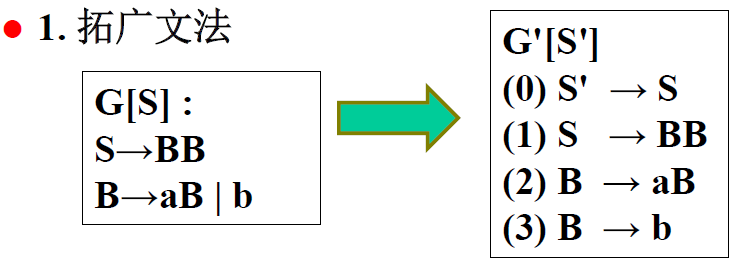 1. 拓广文法
G[S] :
S→BB
B→aB | b
G'[S']
(0) S' → S
(1) S → BB
(2) B → aB
(3) B → b